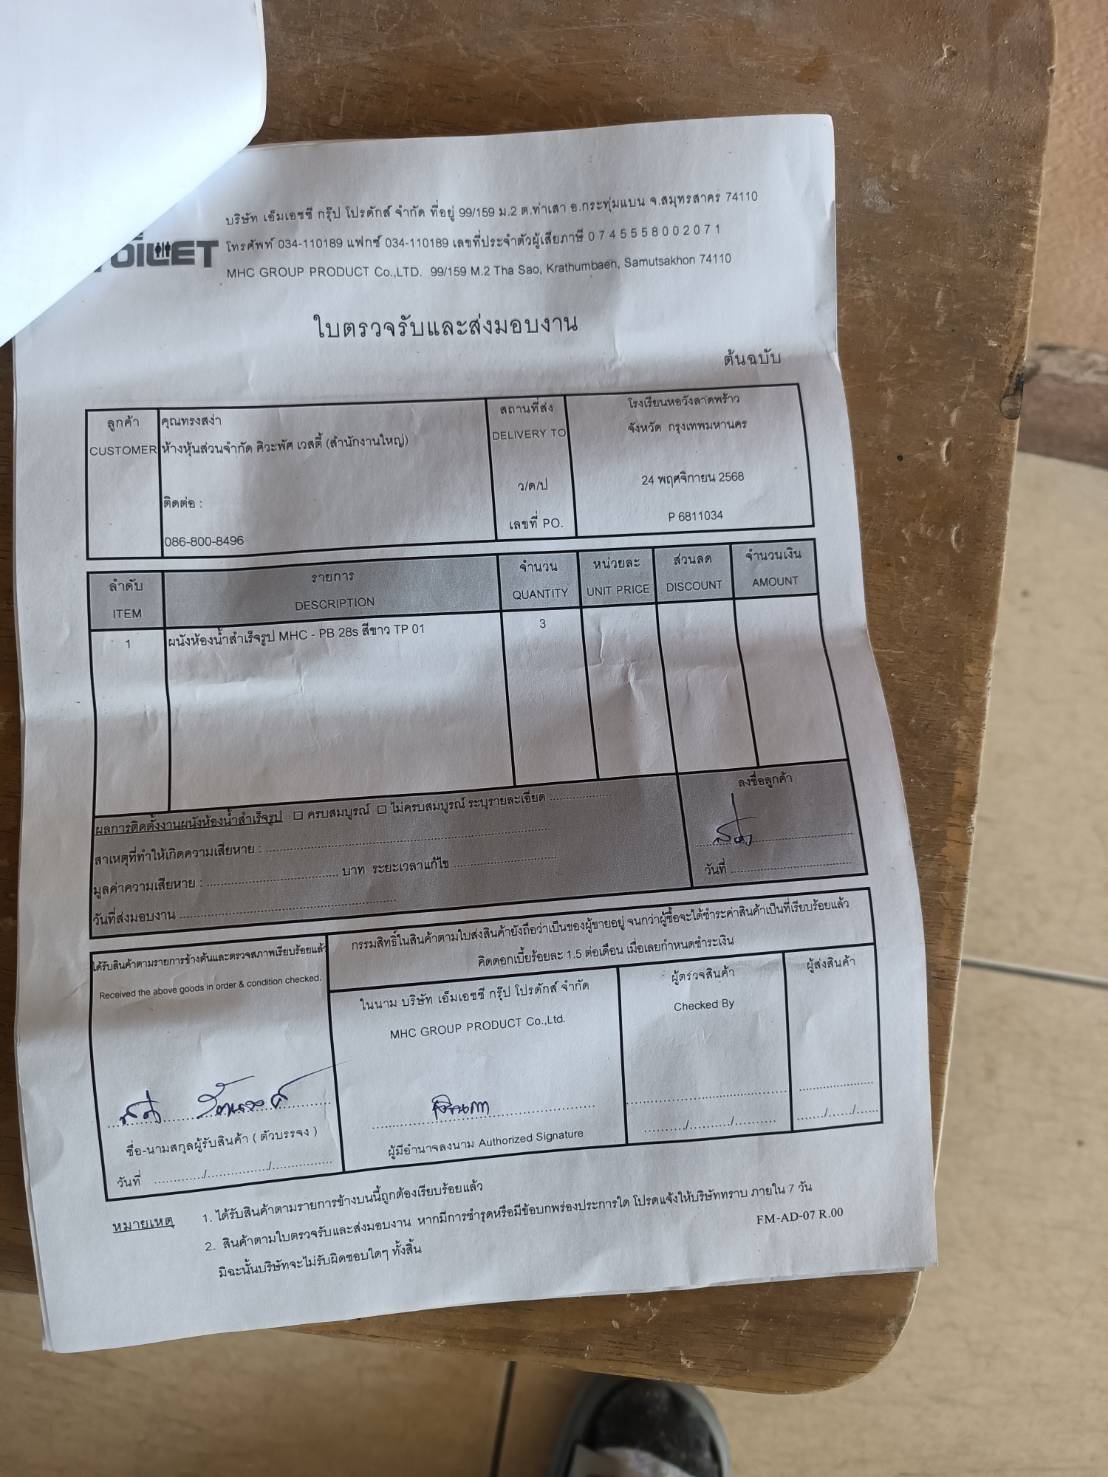 บริษัท เอ็มเอชซี กรุ๊ป โปรดักส์ จำกัด ที่อยู่ 99/159 ม.2 ต.ท่าเสา อ.กระทุ่มแบน จ.สมุทรสาคร 74110
โทรศัพท์ 034-110189 แฟกซ์ 034-110189 เลขที่ประจำตัวผู้เสียภาษี 0 7 4 5 5 5 8 0 0 2 0 7 1
MHC GROUP PRODUCT Co.,LTD. 99/159 M.2 Tha Sao, Krathumbaen, Samutsakhon 74110
ใบตรวจรับและส่งมอบงาน
ต้นฉบับ
ลูกค้า
CUSTOMER
คุณทรงสง่า
ห้างหุ้นส่วนจำกัด ศิวะพัศ เวสตี้ (สำนักงานใหญ่)
ติดต่อ :
086-800-8496
สถานที่ส่ง
DELIVERY TO
โรงเรียนหอวังลาดพร้าว
จังหวัด กรุงเทพมหานคร
ว/ด/ป
24 พฤศจิกายน 2568
เลขที่ PO.
P 6811034
ลำดับ รายการ จำนวน หน่วยละ ส่วนลด จำนวนเงิน
ITEM DESCRIPTION QUANTITY UNIT PRICE DISCOUNT AMOUNT
1 ผนังห้องน้ำสำเร็จรูป MHC - PB 28s สีขาว TP 01 3
ผลการติดตั้งงานผนังห้องน้ำสำเร็จรูป ☐ ครบสมบูรณ์ ☐ ไม่ครบสมบูรณ์ ระบุรายละเอียด ....................
สาเหตุที่ทำให้เกิดความเสียหาย : ....................
มูลค่าความเสียหาย : .................... บาท ระยะเวลาแก้ไข ....................
วันที่ส่งมอบงาน ....................
ลงชื่อลูกค้า
วันที่ ....................
ได้รับสินค้าตามรายการข้างต้นและตรวจสภาพเรียบร้อยแล้ว
Received the above goods in order & condition checked.
กรรมสิทธิ์ในสินค้าตามใบส่งสินค้ายังถือว่าเป็นของผู้ขายอยู่ จนกว่าผู้ซื้อจะได้ชำระค่าสินค้าเป็นที่เรียบร้อยแล้ว
คิดดอกเบี้ยร้อยละ 1.5 ต่อเดือน เมื่อเลยกำหนดชำระเงิน
ในนาม บริษัท เอ็มเอชซี กรุ๊ป โปรดักส์ จำกัด
MHC GROUP PRODUCT Co.,Ltd.
ผู้ตรวจสินค้า
Checked By
ผู้ส่งสินค้า
ชื่อ-นามสกุลผู้รับสินค้า ( ตัวบรรจง )
วันที่ ............/................/...............
ผู้มีอำนาจลงนาม Authorized Signature
........../........../..........
......./....../......
หมายเหตุ 1. ได้รับสินค้าตามรายการข้างบนนี้ถูกต้องเรียบร้อยแล้ว
2. สินค้าตามใบตรวจรับและส่งมอบงาน หากมีการชำรุดหรือมีข้อบกพร่องประการใด โปรดแจ้งให้บริษัททราบ ภายใน 7 วัน
มิฉะนั้นบริษัทจะไม่รับผิดชอบใดๆ ทั้งสิ้น
FM-AD-07 R.00